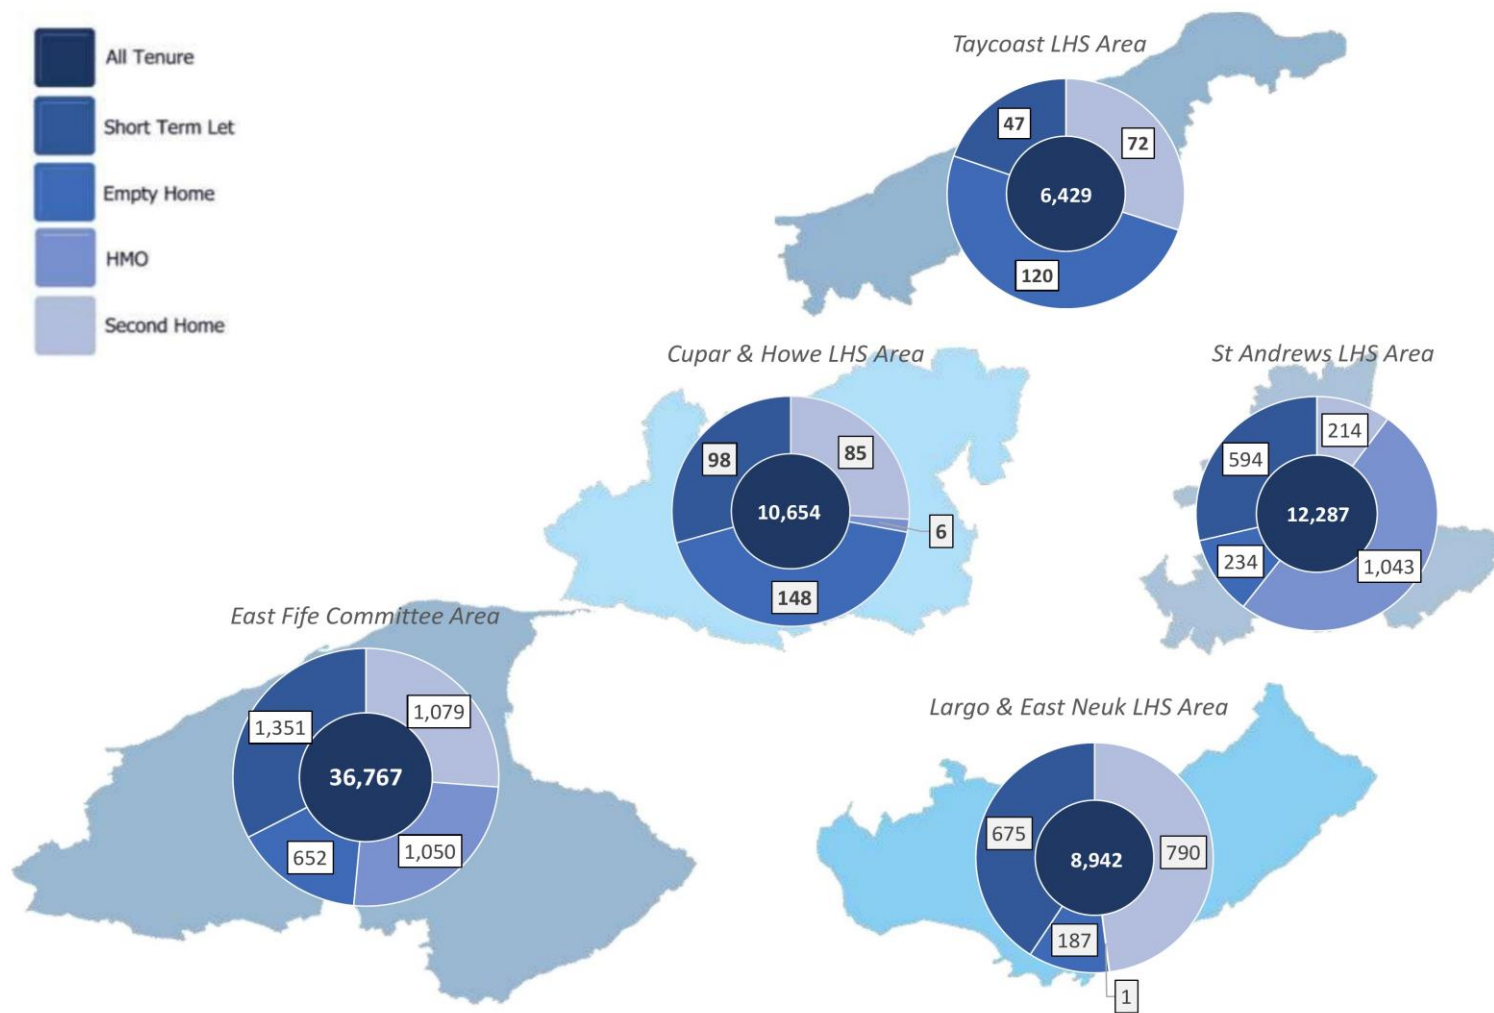 All Tenure
Short Term Let
Empty Home
HMO
Second Home
Taycoast LHS Area
47
72
6,429
120
Cupar & Howe LHS Area
98
85
10,654
6
148
St Andrews LHS Area
214
594
12,287
234
1,043
East Fife Committee Area
1,351
1,079
36,767
652
1,050
Largo & East Neuk LHS Area
675
790
8,942
187
1